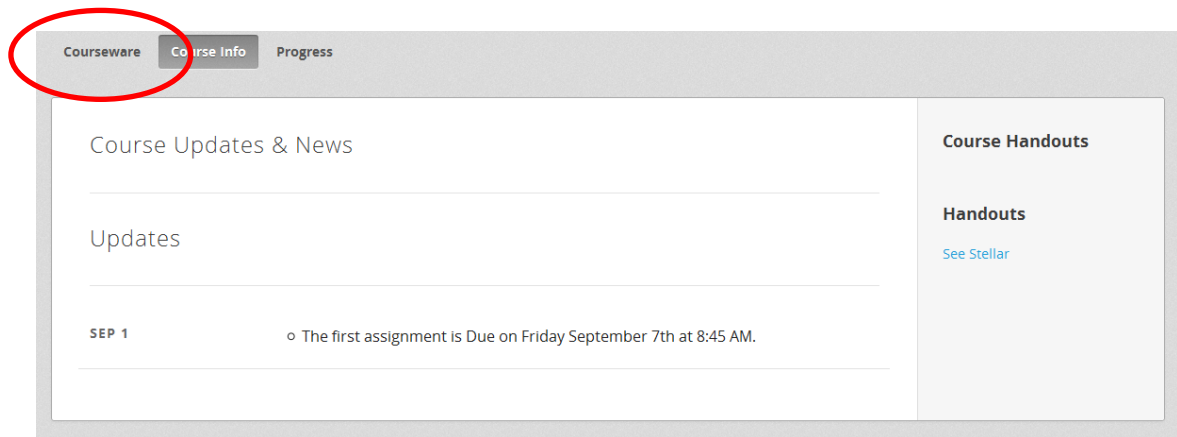 Courseware Course Info Progress
Course Updates & News
Updates
SEP 1 The first assignment is Due on Friday September 7th at 8:45 AM.
Course Handouts
Handouts
See Stellar